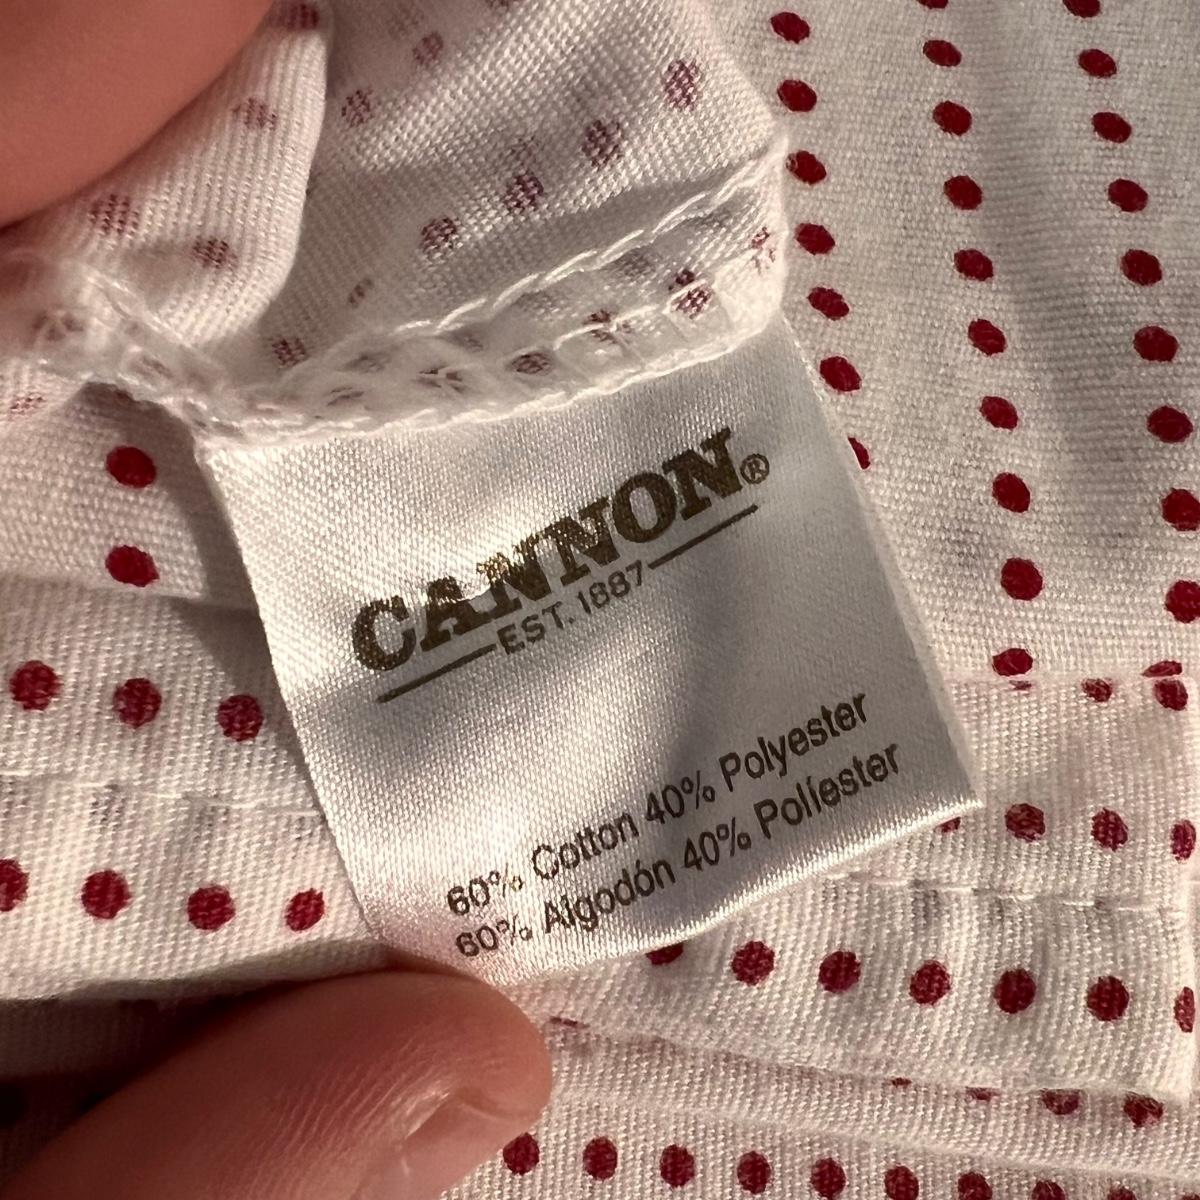 CANNON®
EST. 1887
60% Cotton 40% Polyester
60% Algodón 40% Políester